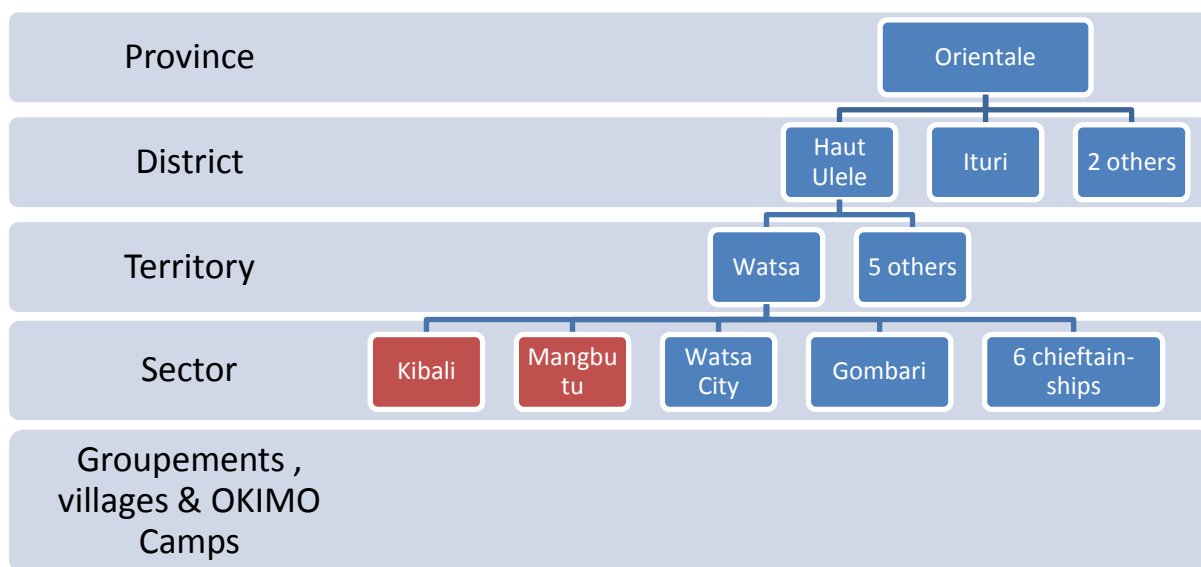 Province
Orientale
District
Haut
Ulele
Ituri
2 others
Territory
Watsa
5 others
Sector
Kibali
Mangbu
tu
Watsa
City
Gombari
6 chieftain-
ships
Groupements ,
villages & OKIMO
Camps